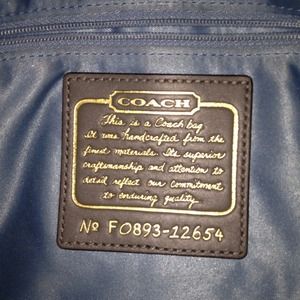 COACH
This is a Coach bag
It was handcrafted from the
finest materials. Its superior
craftsmanship and attention to
detail reflect our commitment
to enduring quality.
No F0893-12654